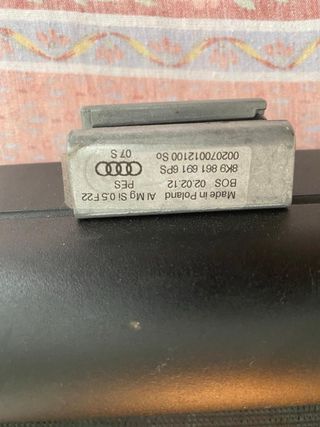 Made in Poland Al Mg Si 0.5 F22
BOS 02.02.12 PES
8K9 861 691 6PS
002070012100 So 07 S